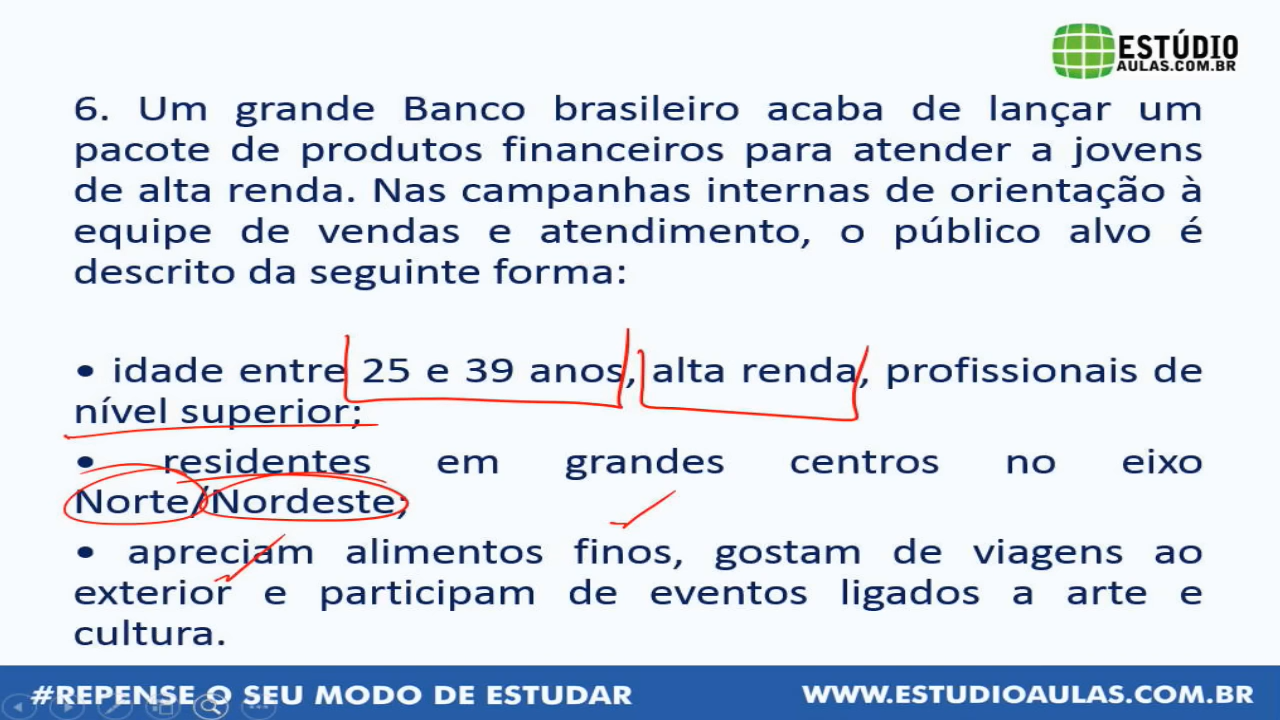 ESTÚDIO
AULAS.COM.BR
6. Um grande Banco brasileiro acaba de lançar um
pacote de produtos financeiros para atender a jovens
de alta renda. Nas campanhas internas de orientação à
equipe de vendas e atendimento, o público alvo é
descrito da seguinte forma:
• idade entre 25 e 39 anos, alta renda, profissionais de
nível superior;
• residentes em grandes centros no eixo
Norte/Nordeste;
• apreciam alimentos finos, gostam de viagens ao
exterior e participam de eventos ligados a arte e
cultura.
#REPENSE O SEU MODO DE ESTUDAR
WWW.ESTUDIOAULAS.COM.BR